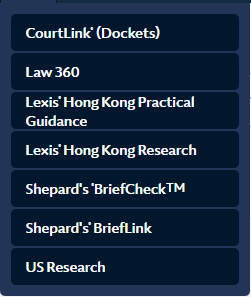 CourtLink® (Dockets)
Law 360
Lexis® Hong Kong Practical
Guidance
Lexis® Hong Kong Research
Shepard's ®BriefCheck™
Shepard's® BriefLink
US Research